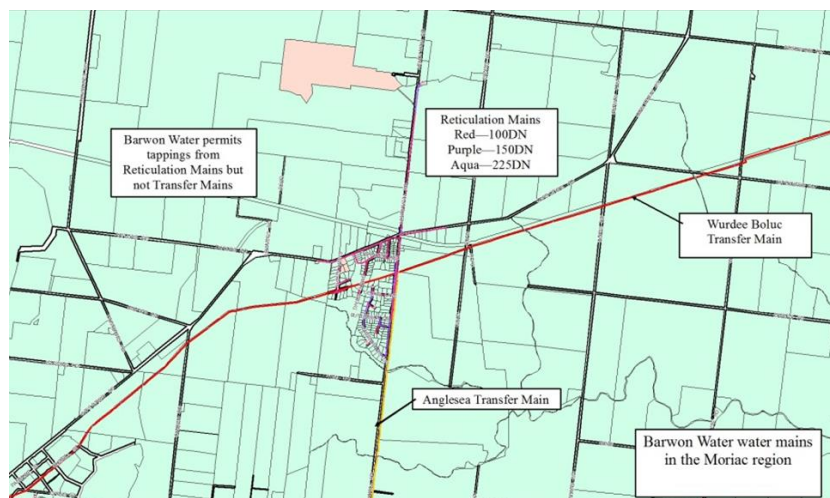 Reticulation Mains
Red—100DN
Purple—150DN
Aqua—225DN
Barwon Water permits
tappings from
Reticulation Mains but
not Transfer Mains
Wurdee Boluc
Transfer Main
Anglesea Transfer Main
Barwon Water water mains
in the Moriac region